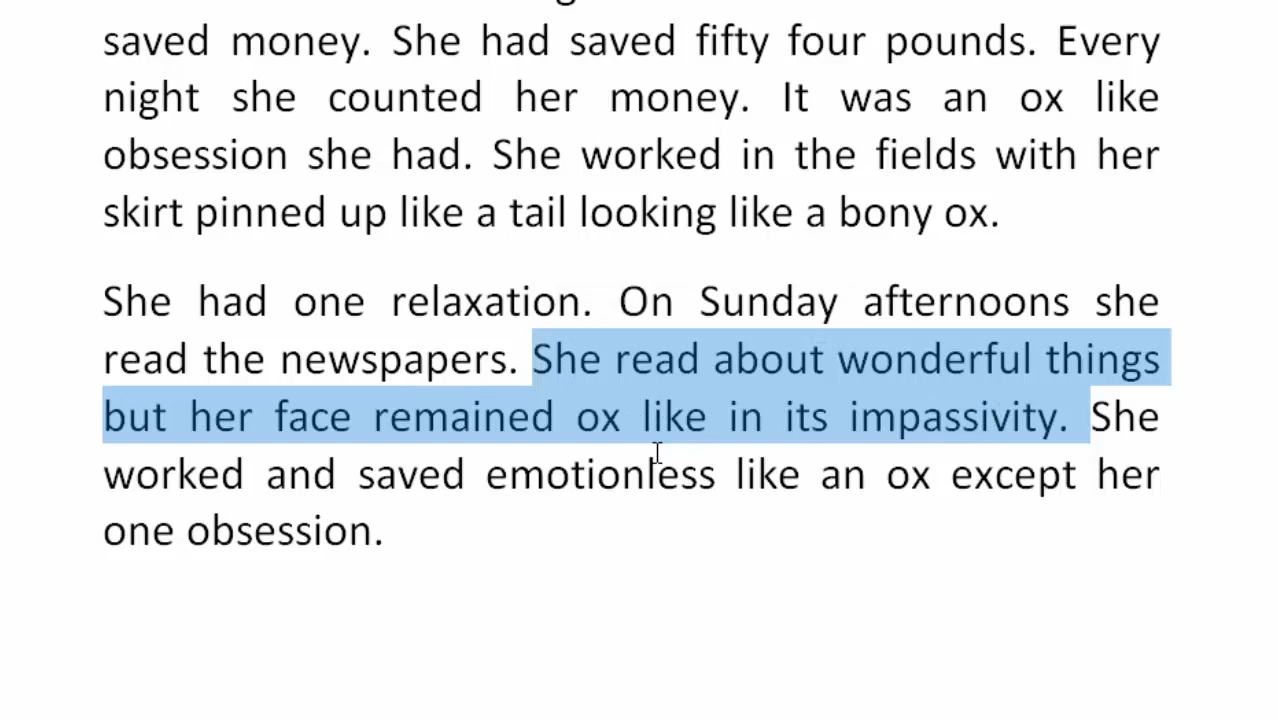 saved money. She had saved fifty four pounds. Every
night she counted her money. It was an ox like
obsession she had. She worked in the fields with her
skirt pinned up like a tail looking like a bony ox.
She had one relaxation. On Sunday afternoons she
read the newspapers. She read about wonderful things
but her face remained ox like in its impassivity. She
worked and saved emotionless like an ox except her
one obsession.